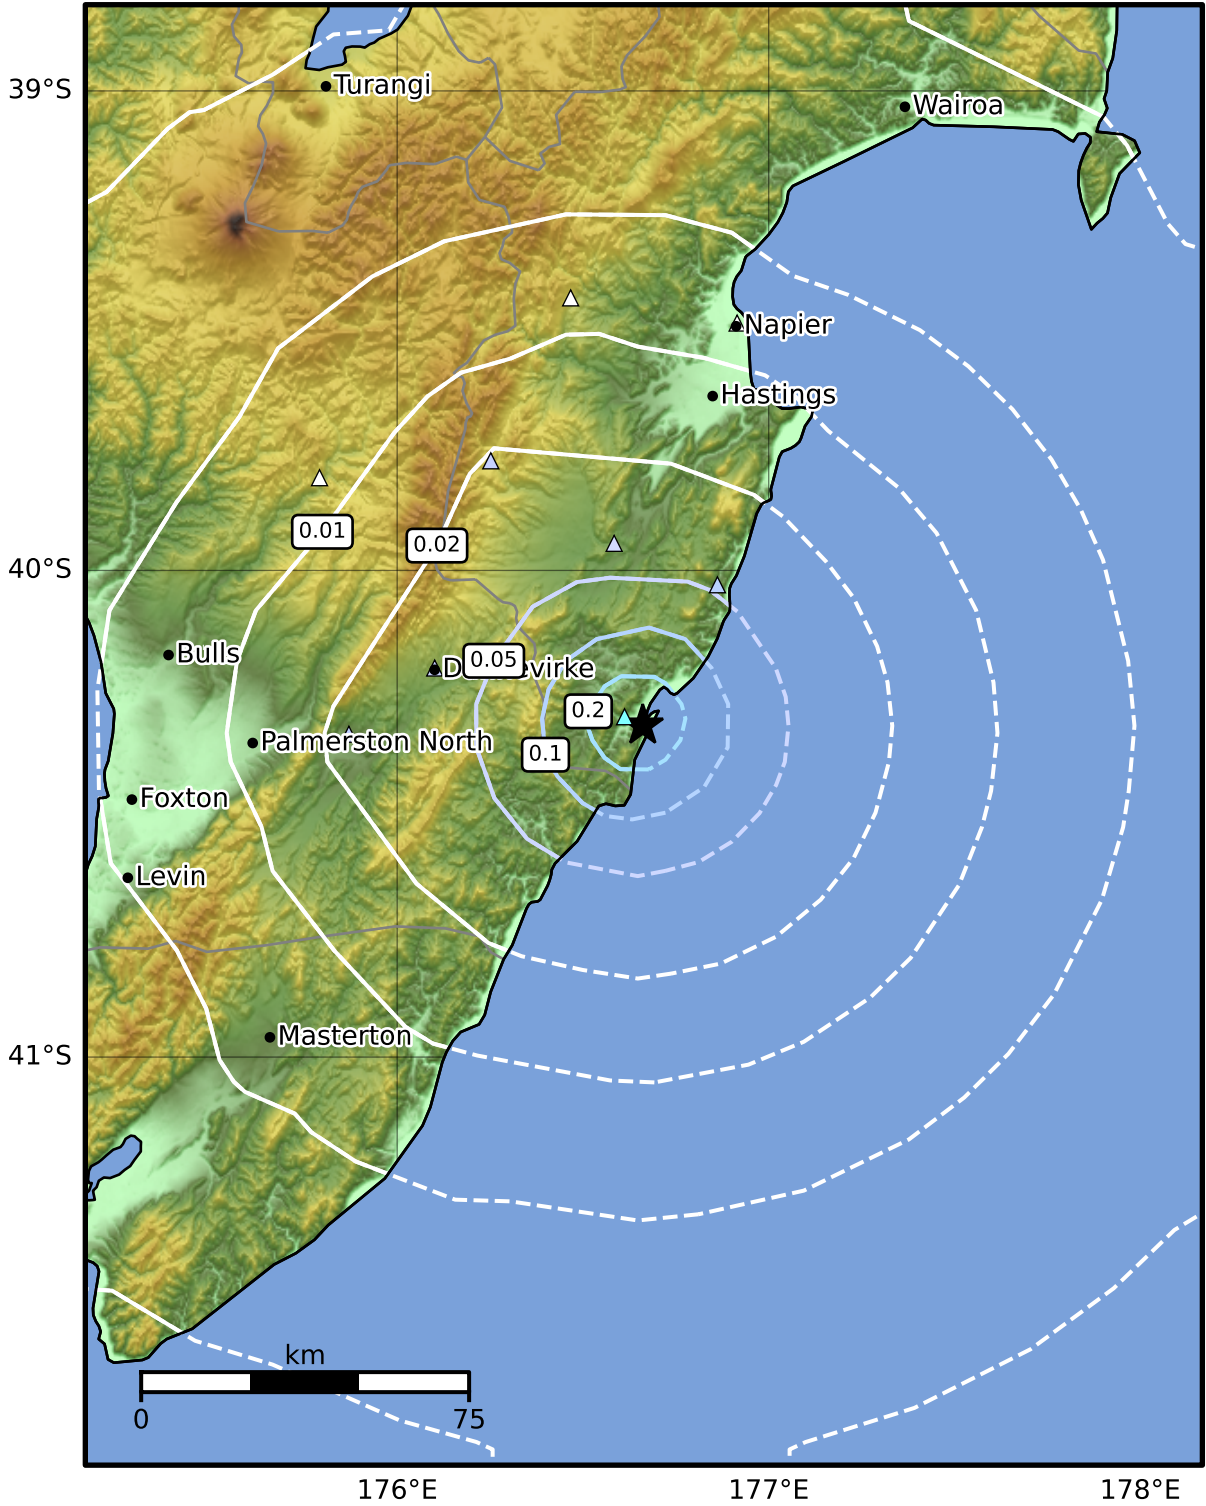 39°S
Turangi
Wairoa
Napier
Hastings
0.01
0.02
40°S
Bulls
0.05
0.2
Palmerston North
0.1
Foxton
Levin
Masterton
41°S
km
0
75
176°E
177°E
178°E